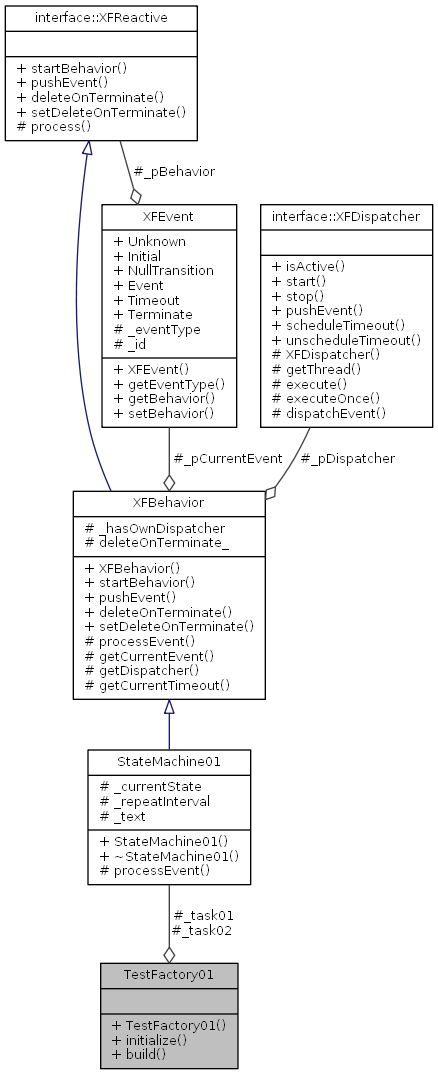 interface::XFReactive
+ startBehavior()
+ pushEvent()
+ deleteOnTerminate()
+ setDeleteOnTerminate()
# process()
#_pBehavior
XFEvent
+ Unknown
+ Initial
+ NullTransition
+ Event
+ Timeout
+ Terminate
# _eventType
# _id
+ XFEvent()
+ getEventType()
+ getBehavior()
+ setBehavior()
interface::XFDispatcher
+ isActive()
+ start()
+ stop()
+ pushEvent()
+ scheduleTimeout()
+ unscheduleTimeout()
# XFDispatcher()
# getThread()
# execute()
# executeOnce()
# dispatchEvent()
#_pCurrentEvent
#_pDispatcher
XFBehavior
# _hasOwnDispatcher
# deleteOnTerminate_
+ XFBehavior()
+ startBehavior()
+ pushEvent()
+ deleteOnTerminate()
+ setDeleteOnTerminate()
# processEvent()
# getCurrentEvent()
# getDispatcher()
# getCurrentTimeout()
StateMachine01
# _currentState
# _repeatInterval
# _text
+ StateMachine01()
+ ~StateMachine01()
# processEvent()
#_task01
#_task02
TestFactory01
+ TestFactory01()
+ initialize()
+ build()